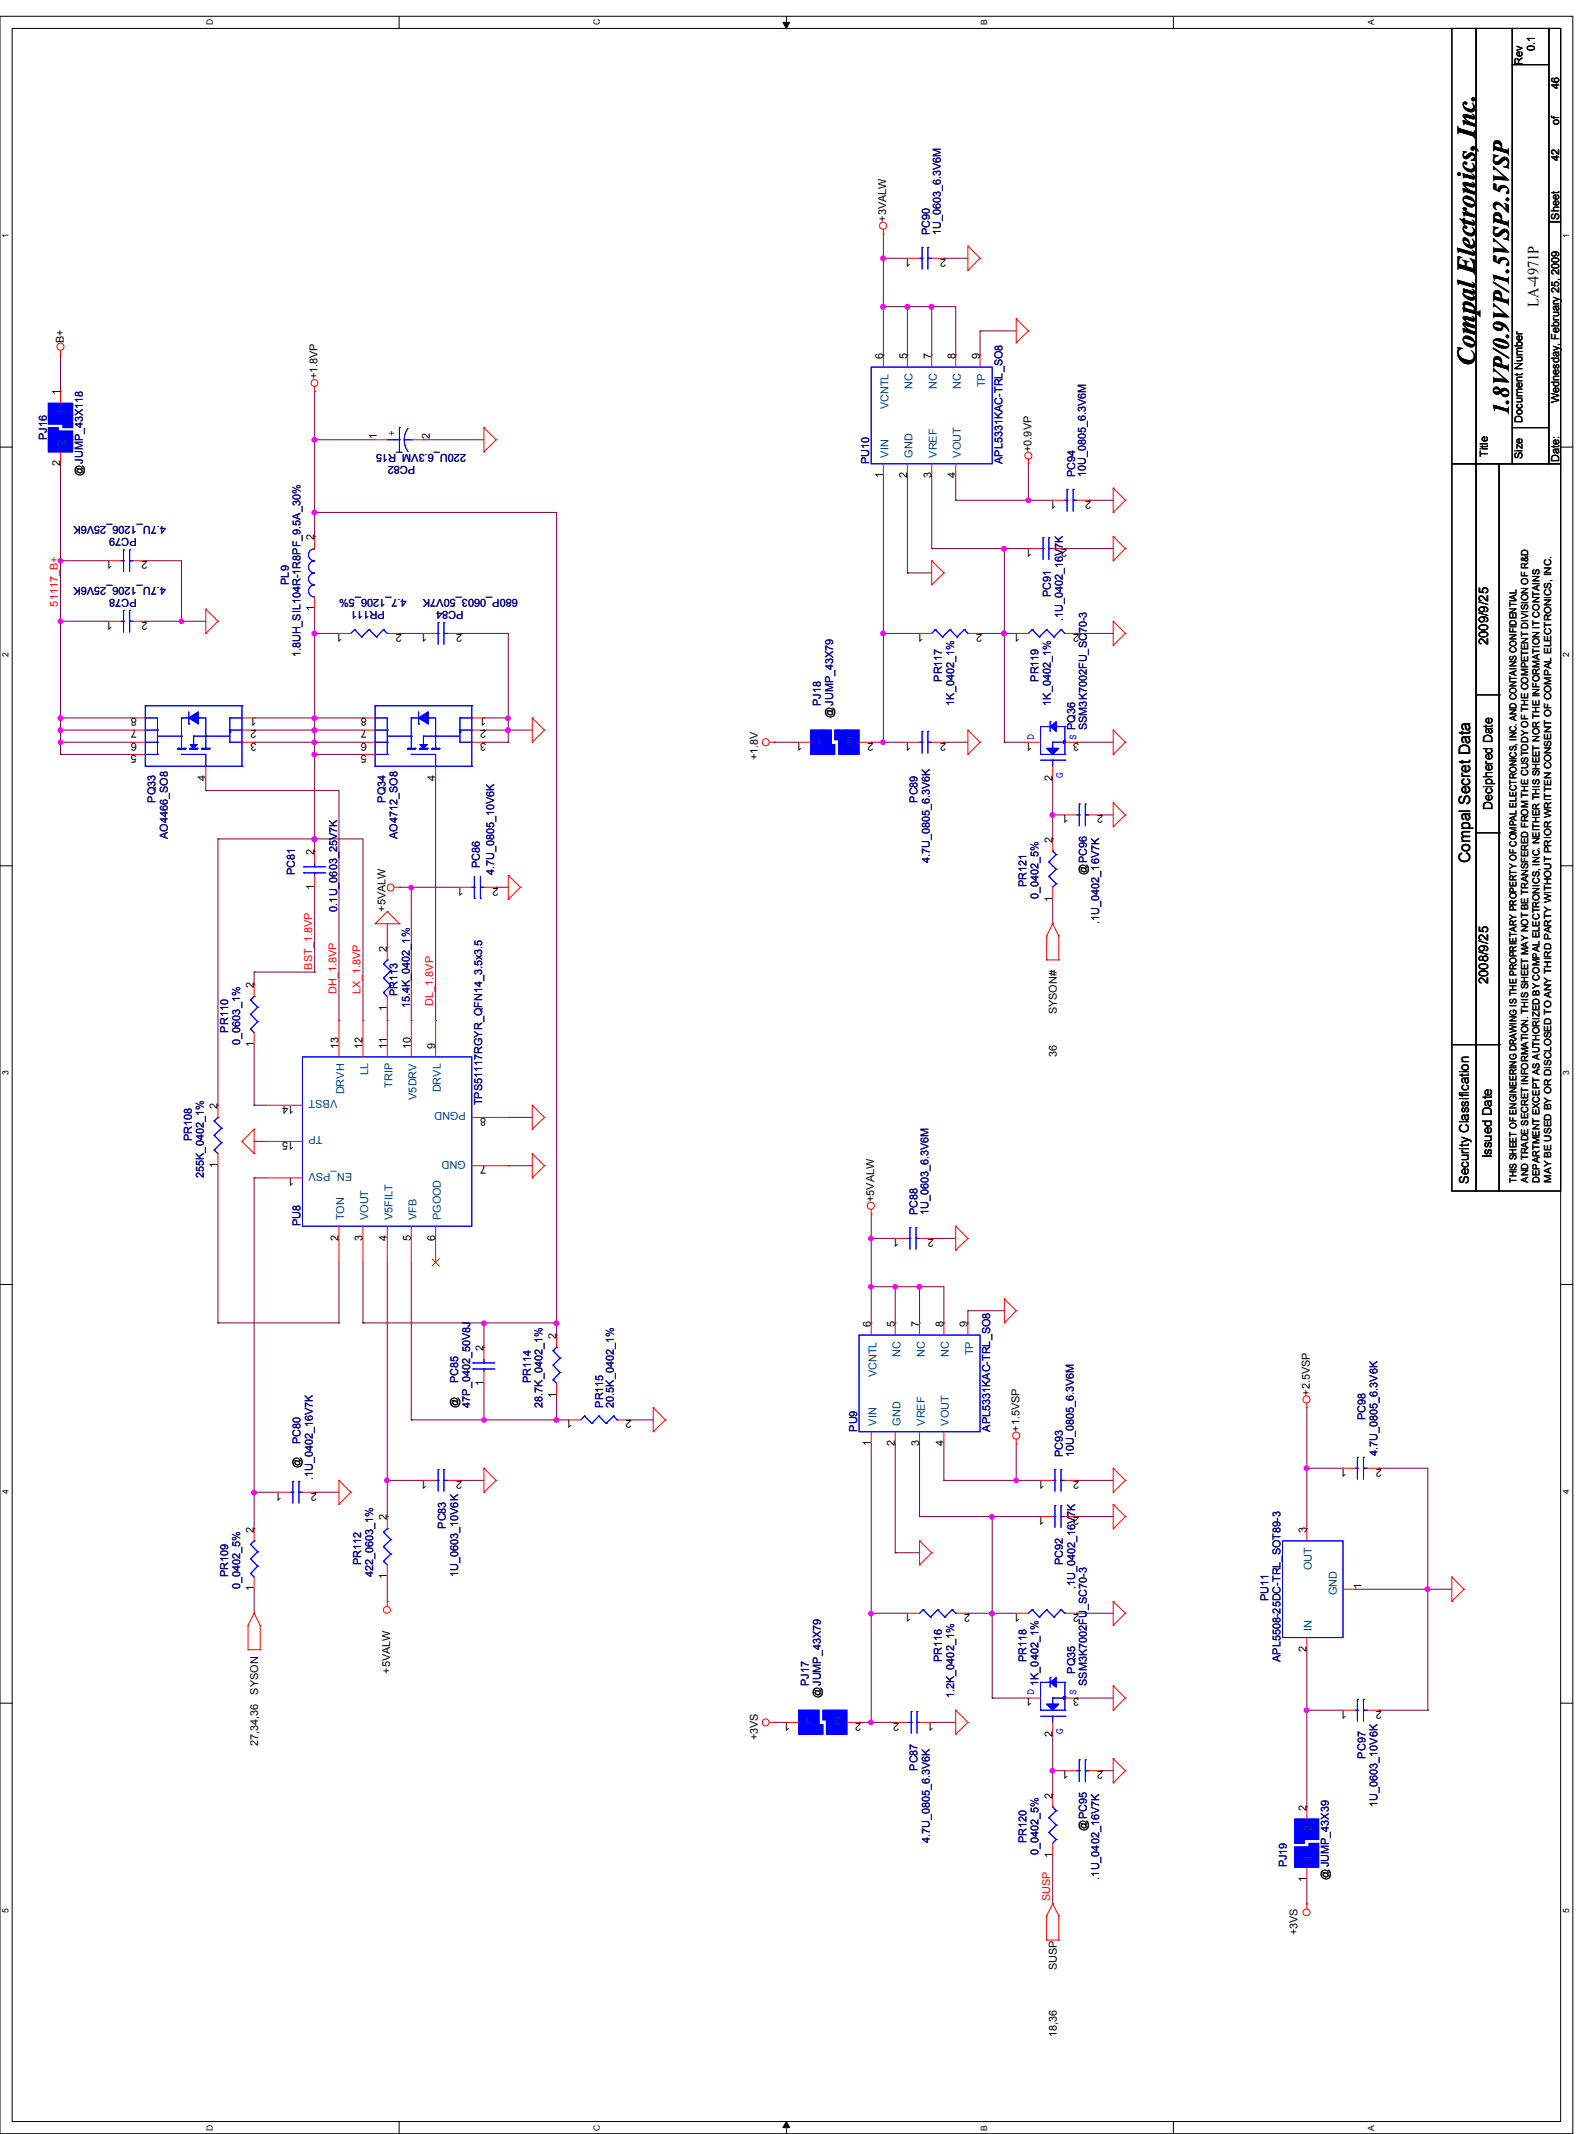 PJ16
@JUMP_43X118
B+
51117_B+
PC78
4.7U_1206_25V6K
PC79
4.7U_1206_25V6K
PQ33
AO4466_SO8
PQ34
AO4712_SO8
PL9
1.8UH_SIL104R-1R8PF_9.5A_30%
+1.8VP
PR111
4.7_1206_5%
PC84
680P_0603_50V7K
PC82
220U_6.3VM_R15
PR108
255K_0402_1%
PR110
0_0603_1%
BST_1.8VP
PC81
0.1U_0603_25V7K
DH_1.8VP
LX_1.8VP
+5VALW
PR113
15.4K_0402_1%
DL_1.8VP
PC86
4.7U_0805_10V6K
27,34,36 SYSON
PR109
0_0402_5%
@ PC80
.1U_0402_16V7K
+5VALW
PR112
422_0603_1%
PC83
1U_0603_10V6K
PU8
TPS51117RGYR_QFN14_3.5x3.5
EN_PSV
TP
VBST
TON
VOUT
V5FILT
VFB
PGOOD
DRVH
LL
TRIP
V5DRV
DRVL
GND
PGND
@ PC85
47P_0402_50V8J
PR114
28.7K_0402_1%
PR115
20.5K_0402_1%
+3VS
PJ17
@JUMP_43X79
PC87
4.7U_0805_6.3V6K
PR116
1.2K_0402_1%
PR118
1K_0402_1%
PQ35
SSM3K7002FU_SC70-3
PC92
.1U_0402_16V7K
PC93
10U_0805_6.3V6M
+1.5VSP
PU9
VIN
GND
VREF
VOUT
VCNTL
NC
NC
NC
TP
APL5331KAC-TRL_SO8
+5VALW
PC88
1U_0603_6.3V6M
18,36 SUSP
SUSP
PR120
0_0402_5%
@PC95
.1U_0402_16V7K
+1.8V
PJ18
@JUMP_43X79
PC89
4.7U_0805_6.3V6K
PR117
1K_0402_1%
PR119
1K_0402_1%
PQ36
SSM3K7002FU_SC70-3
PC91
.1U_0402_16V7K
PC94
10U_0805_6.3V6M
+0.9VP
PU10
VIN
GND
VREF
VOUT
VCNTL
NC
NC
NC
TP
APL5331KAC-TRL_SO8
+3VALW
PC90
1U_0603_6.3V6M
36 SYSON#
PR121
0_0402_5%
@PC96
.1U_0402_16V7K
+3VS
PJ19
@JUMP_43X39
PC97
1U_0603_10V6K
PU11
APL5508-25DC-TRL_SOT89-3
IN
OUT
GND
+2.5VSP
PC98
4.7U_0805_6.3V6K
Security Classification
Compal Secret Data
Issued Date
2008/9/25
Deciphered Date
2009/9/25
THIS SHEET OF ENGINEERING DRAWING IS THE PROPRIETARY PROPERTY OF COMPAL ELECTRONICS, INC. AND CONTAINS CONFIDENTIAL
AND TRADE SECRET INFORMATION. THIS SHEET MAY NOT BE TRANSFERED FROM THE CUSTODY OF THE COMPETENT DIVISION OF R&D
DEPARTMENT EXCEPT AS AUTHORIZED BY COMPAL ELECTRONICS, INC. NEITHER THIS SHEET NOR THE INFORMATION IT CONTAINS
MAY BE USED BY OR DISCLOSED TO ANY THIRD PARTY WITHOUT PRIOR WRITTEN CONSENT OF COMPAL ELECTRONICS, INC.
Compal Electronics, Inc.
Title
1.8VP/0.9VP/1.5VSP2.5VSP
Size
Document Number
LA-4971P
Rev
0.1
Date: Wednesday, February 25, 2009 Sheet 42 of 46